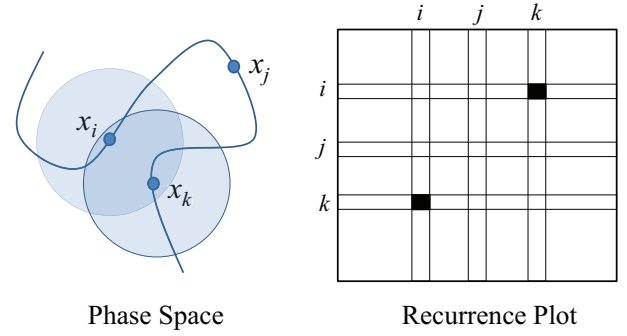 x_i
x_j
x_k
Phase Space
i j k
i
j
k
Recurrence Plot